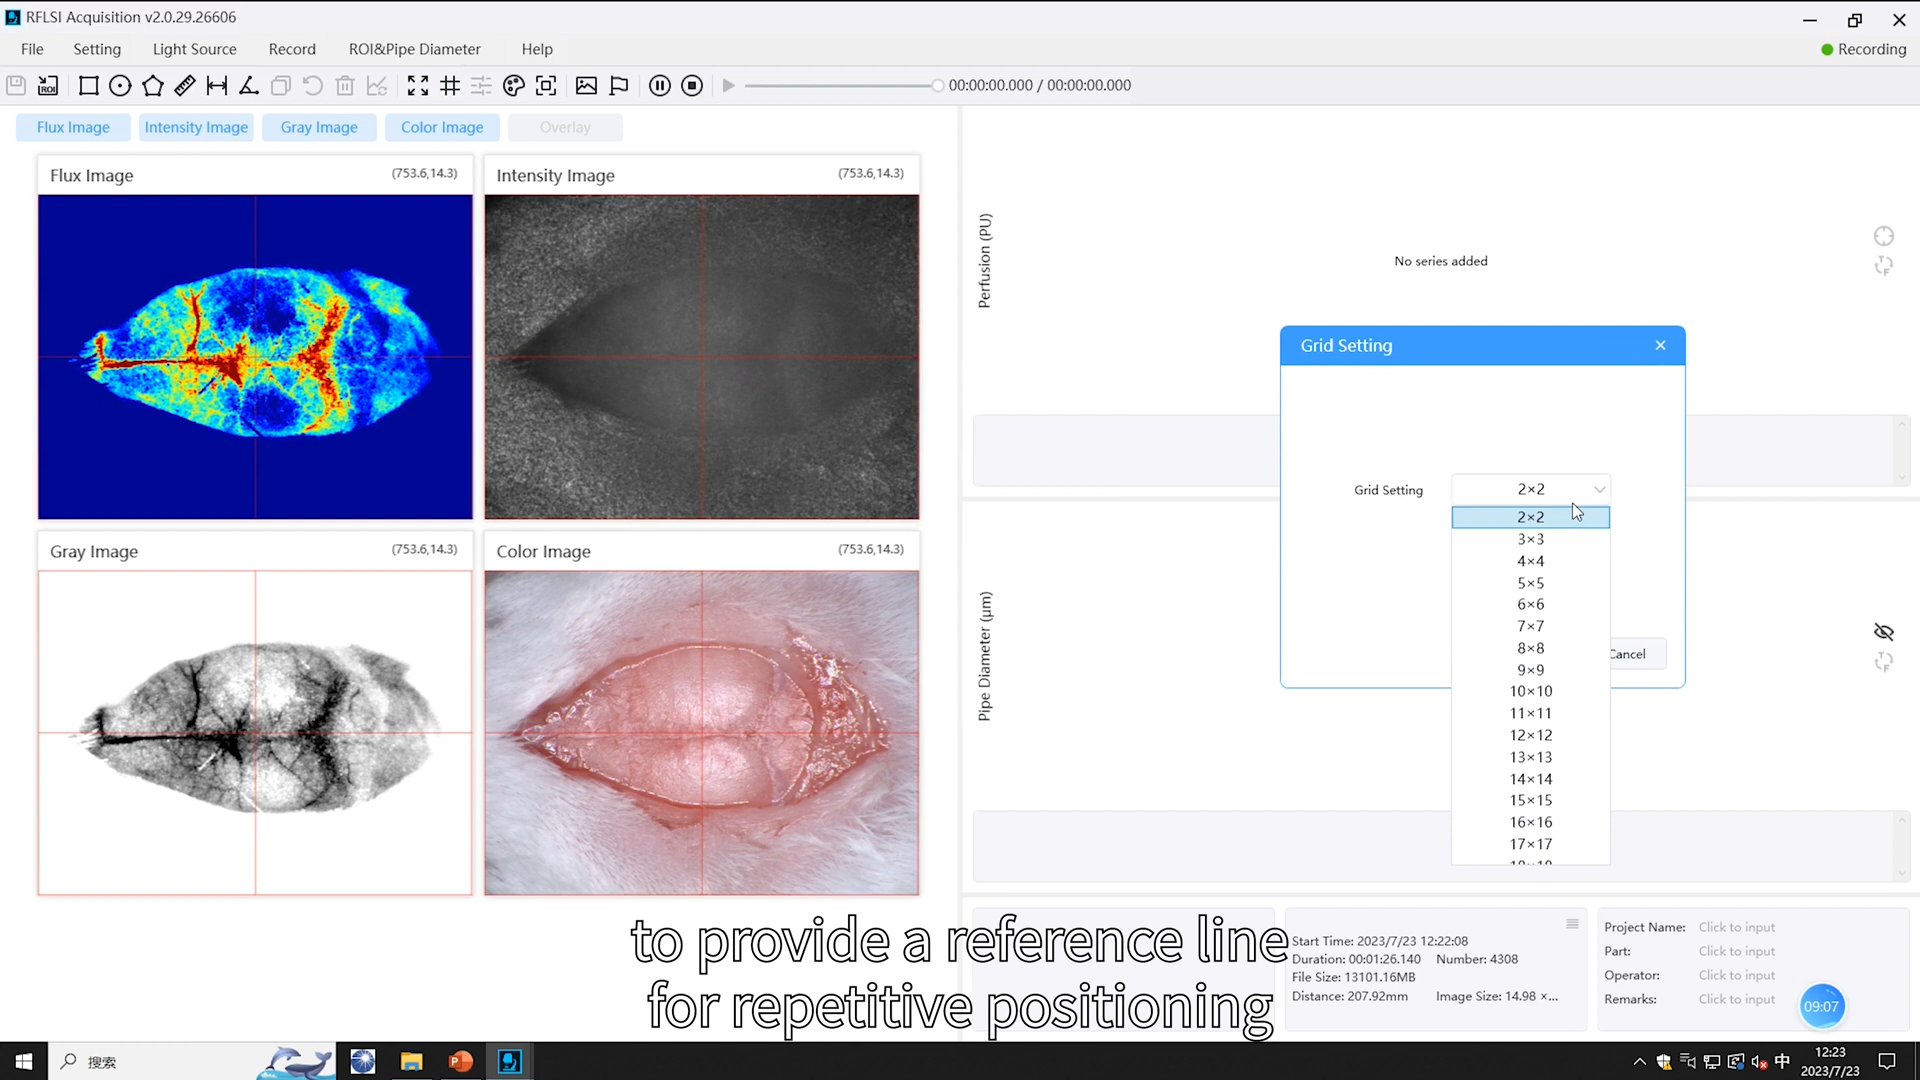 RFLSI Acquisition v2.0.29.26606
File Setting Light Source Record ROI&Pipe Diameter Help
Recording
ROI
00:00:00.000 / 00:00:00.000
Flux Image Intensity Image Gray Image Color Image Overlay
Flux Image (753.6,14.3)
Intensity Image (753.6,14.3)
Gray Image (753.6,14.3)
Color Image (753.6,14.3)
Perfusion (PU)
No series added
Pipe Diameter (μm)
Grid Setting
Grid Setting 2×2
2×2
3×3
4×4
5×5
6×6
7×7
8×8
9×9
10×10
11×11
12×12
13×13
14×14
15×15
16×16
17×17
18×18
Cancel
Start Time: 2023/7/23 12:22:08
Duration: 00:01:26.140 Number: 4308
File Size: 13101.16MB
Distance: 207.92mm Image Size: 14.98 ×...
Project Name: Click to input
Part: Click to input
Operator: Click to input
Remarks: Click to input
09:07
to provide a reference line
for repetitive positioning
搜索
中
12:23
2023/7/23